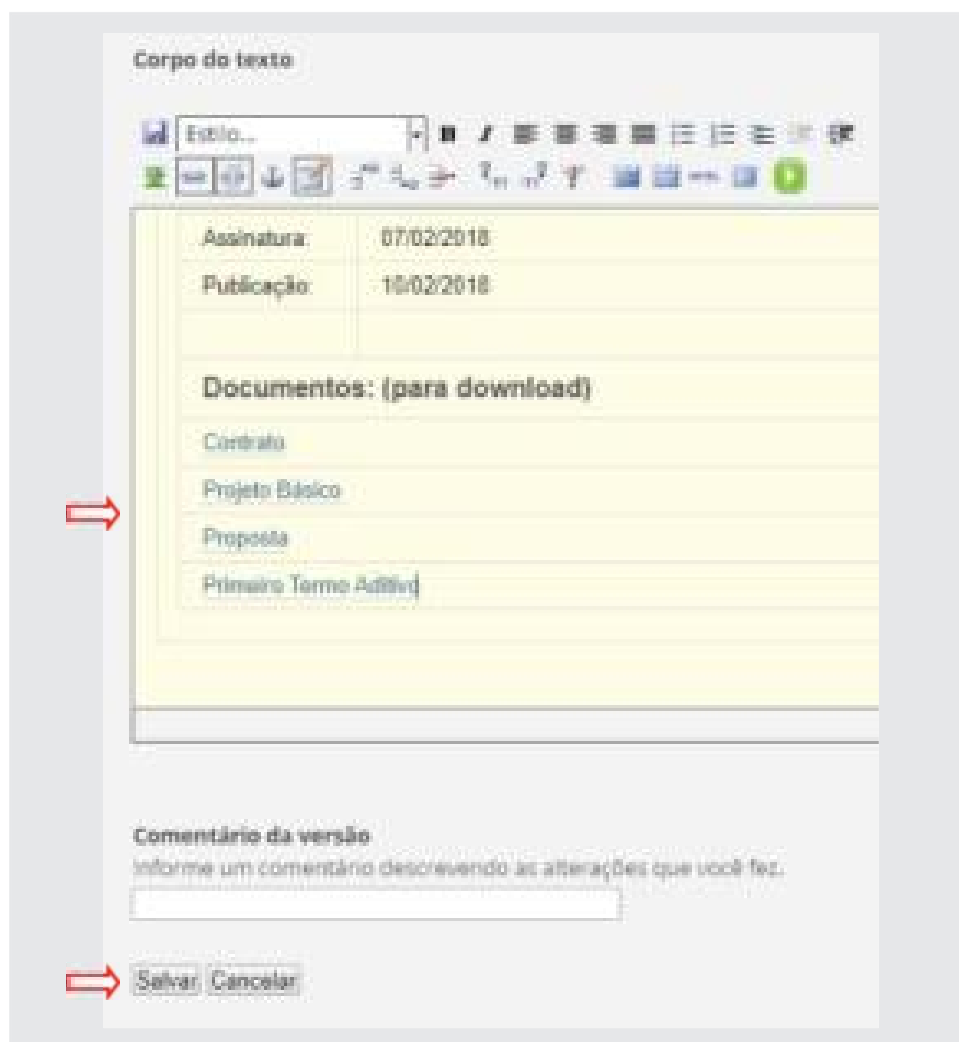 Corpo do texto
Estilo...
Assinatura: 07/02/2018
Publicação: 10/02/2018
Documentos: (para download)
Contrato
Projeto Básico
Proposta
Primeiro Termo Aditivo
Comentário da versão
Informe um comentário descrevendo as alterações que você fez.
Salvar Cancelar